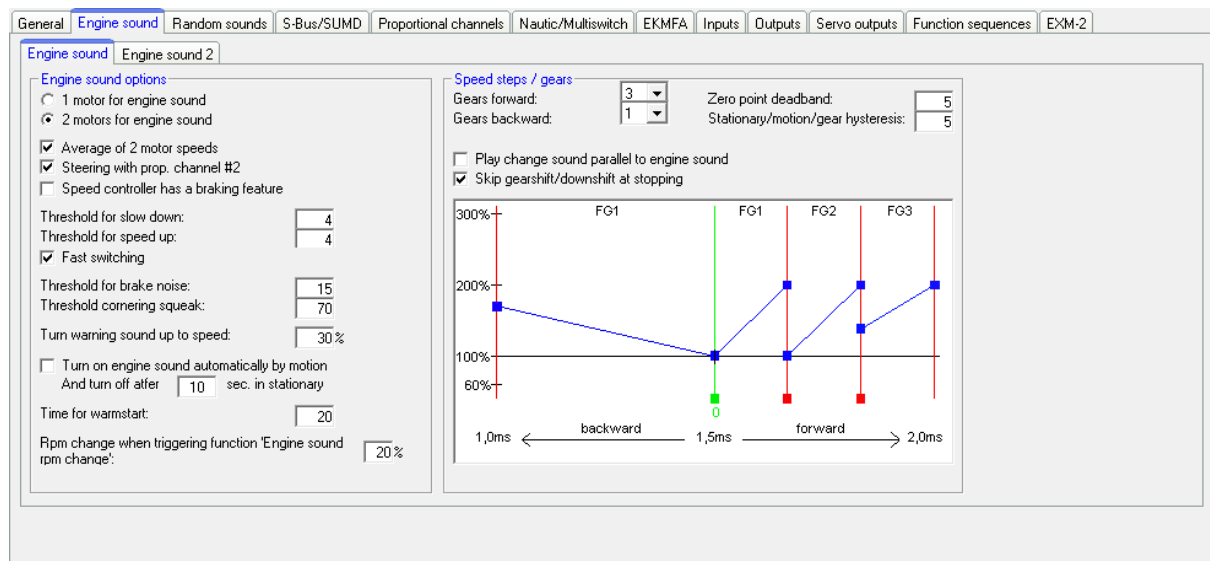 General Engine sound Random sounds S-Bus/SUMD Proportional channels Nautic/Multiswitch EKMFA Inputs Outputs Servo outputs Function sequences EXM-2
Engine sound Engine sound 2
Engine sound options
1 motor for engine sound
2 motors for engine sound
Average of 2 motor speeds
Steering with prop. channel #2
Speed controller has a braking feature
Threshold for slow down: 4
Threshold for speed up: 4
Fast switching
Threshold for brake noise: 15
Threshold cornering squeak: 70
Turn warning sound up to speed: 30 %
Turn on engine sound automatically by motion
And turn off atfer 10 sec. in stationary
Time for warmstart: 20
Rpm change when triggering function 'Engine sound
rpm change': 20 %
Speed steps / gears
Gears forward: 3
Gears backward: 1
Zero point deadband: 5
Stationary/motion/gear hysteresis: 5
Play change sound parallel to engine sound
Skip gearshift/downshift at stopping
300% FG1 FG1 FG2 FG3
200%
100%
60%
0
1,0ms backward 1,5ms forward 2,0ms